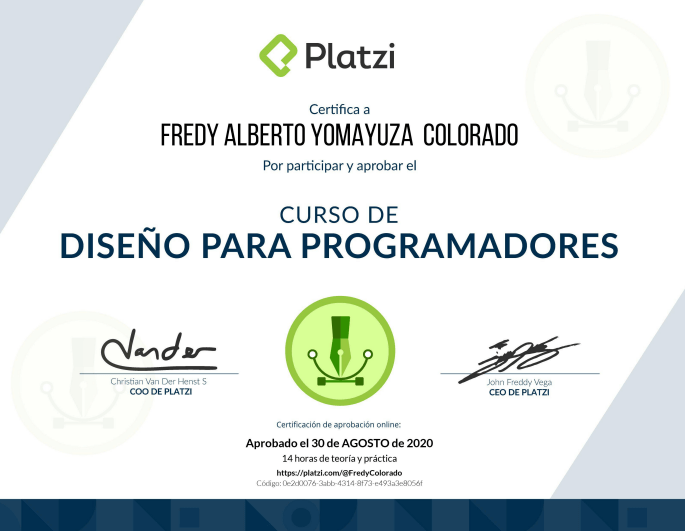 Platzi
Certifica a
FREDY ALBERTO YOMAYUZA COLORADO
Por participar y aprobar el
CURSO DE
DISEÑO PARA PROGRAMADORES
Vander
Christian Van Der Henst S
COO DE PLATZI
John Freddy Vega
CEO DE PLATZI
Certificación de aprobación online:
Aprobado el 30 de AGOSTO de 2020
14 horas de teoría y práctica
https://platzi.com/@FredyColorado
Código: 0e2d0076-3abb-4314-8f73-e493a3e8056f